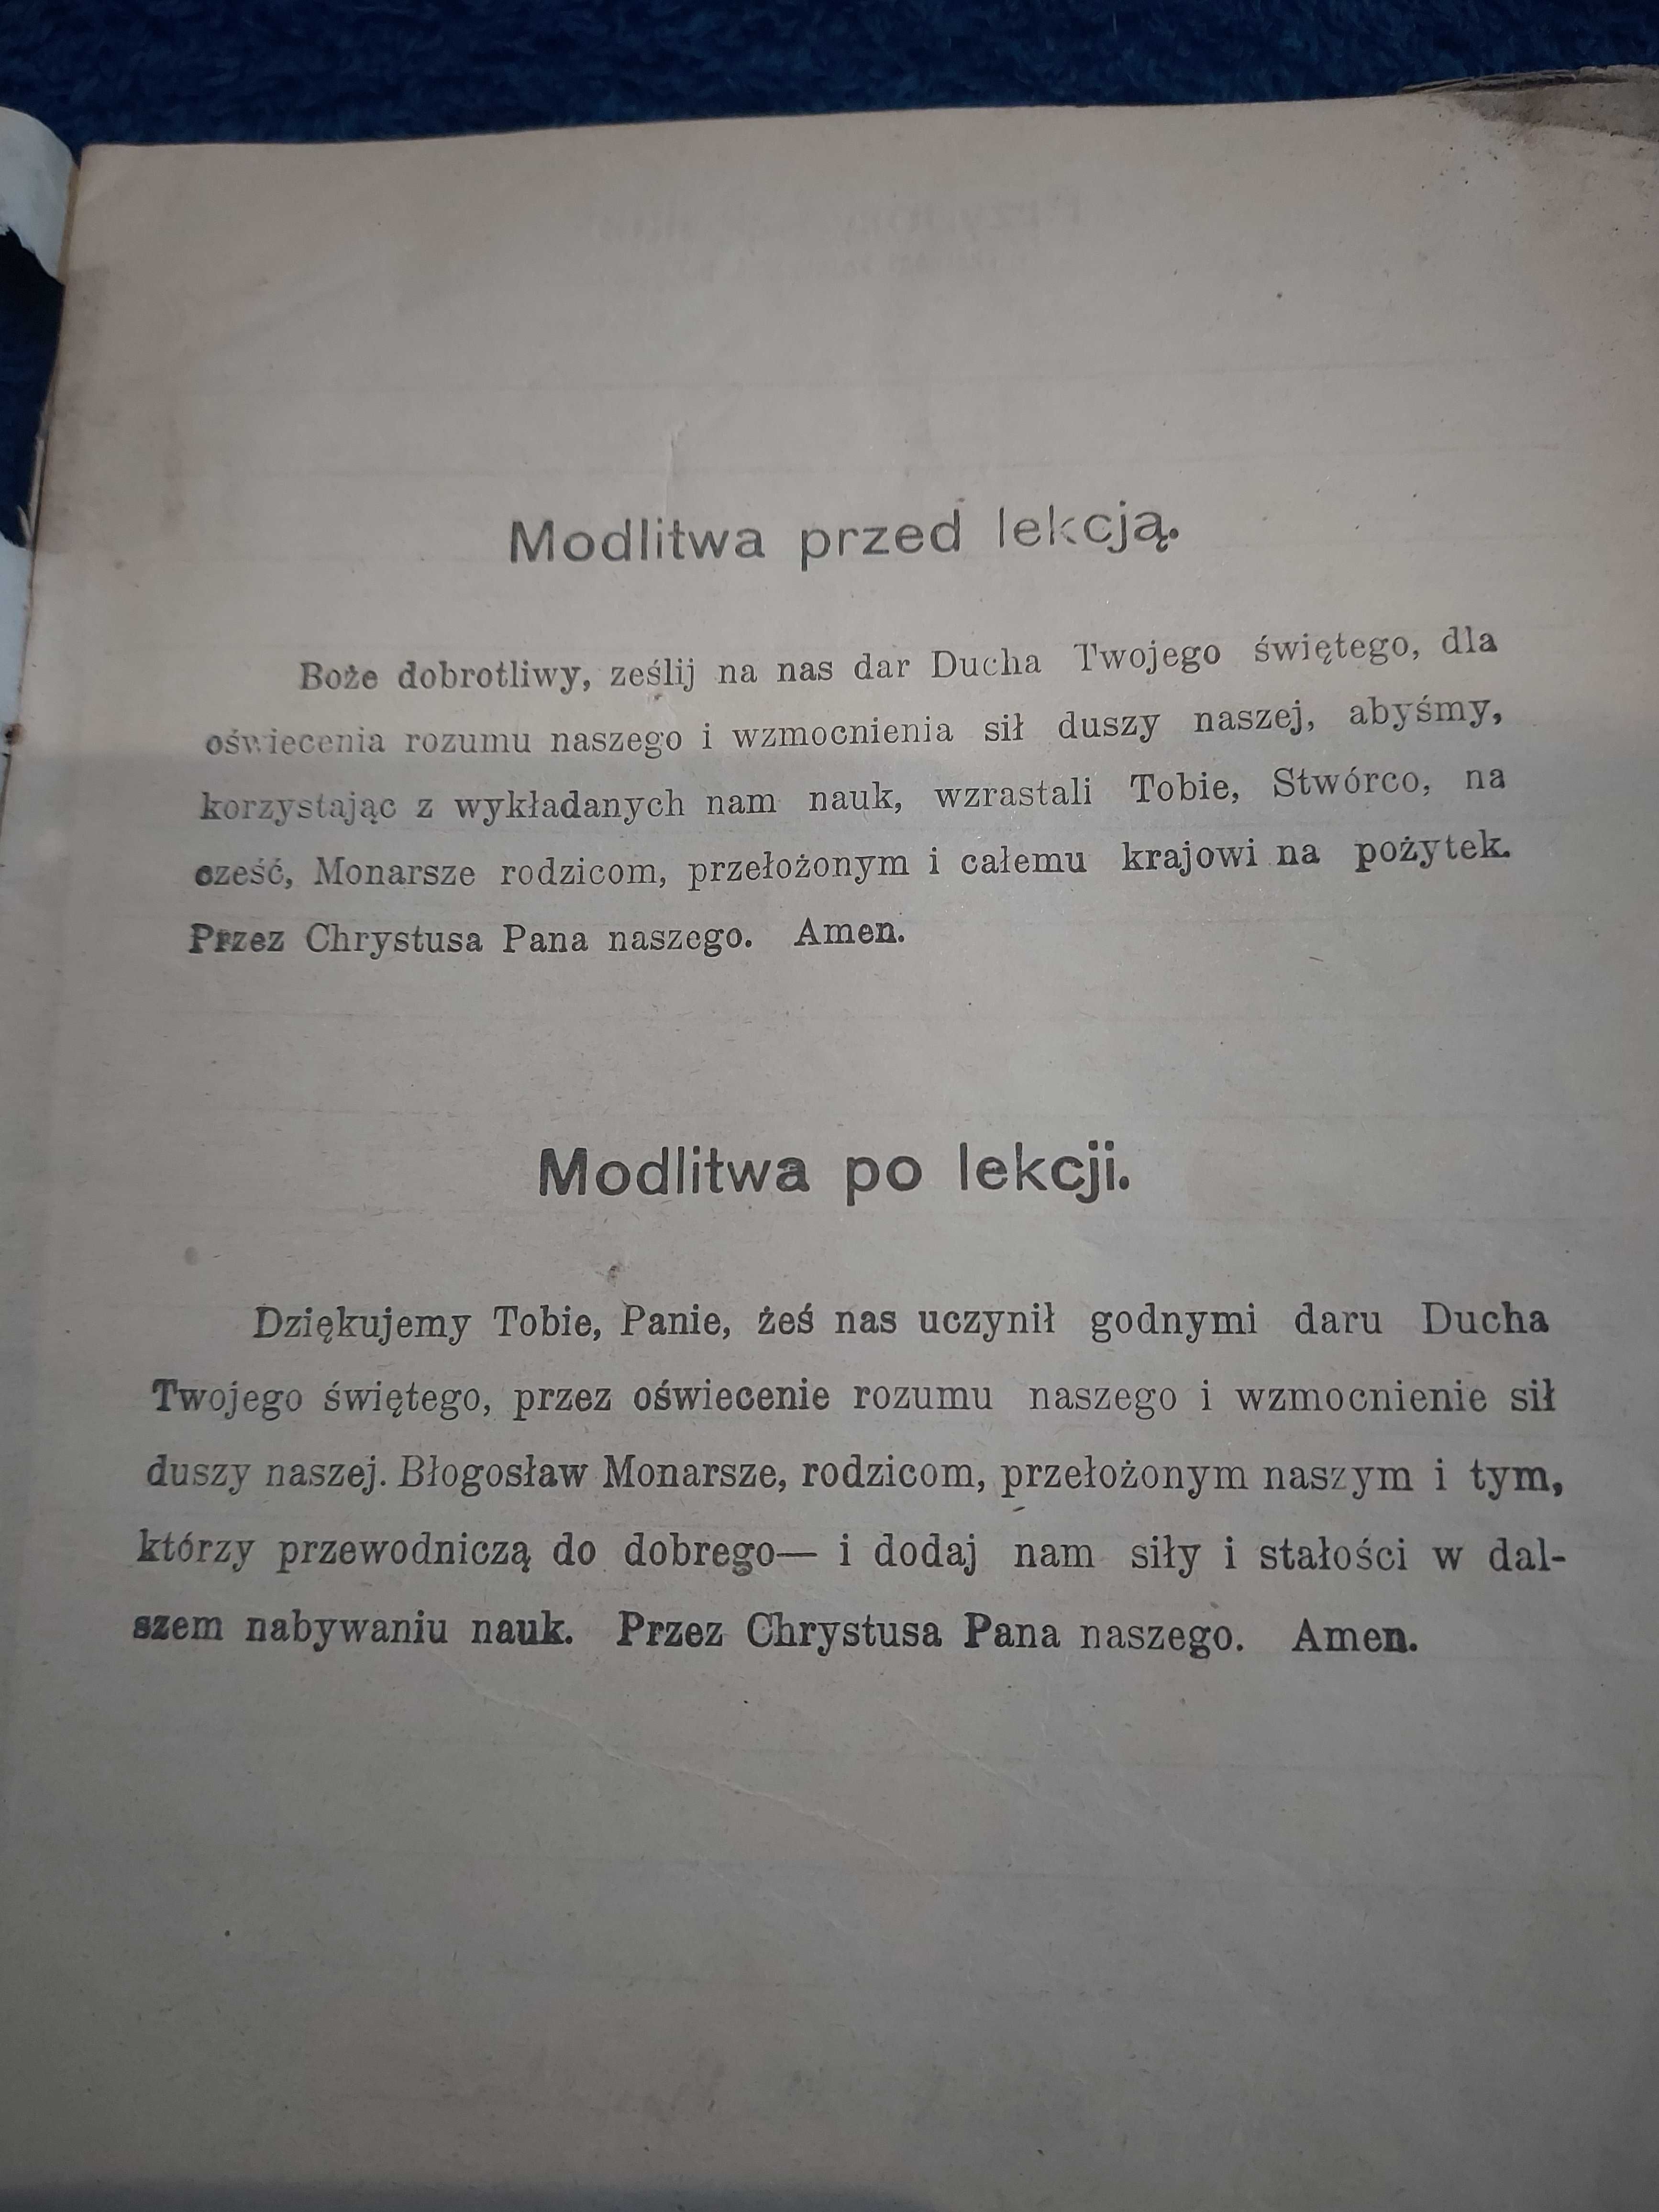 Modlitwa przed lekcją.
Boże dobrotliwy, ześlij na nas dar Ducha Twojego świętego, dla
oświecenia rozumu naszego i wzmocnienia sił duszy naszej, abyśmy,
korzystając z wykładanych nam nauk, wzrastali Tobie, Stwórco, na
cześć, Monarsze rodzicom, przełożonym i całemu krajowi na pożytek.
Przez Chrystusa Pana naszego. Amen.
Modlitwa po lekcji.
Dziękujemy Tobie, Panie, żeś nas uczynił godnymi daru Ducha
Twojego świętego, przez oświecenie rozumu naszego i wzmocnienie sił
duszy naszej. Błogosław Monarsze, rodzicom, przełożonym naszym i tym,
którzy przewodniczą do dobrego— i dodaj nam siły i stałości w dal-
szem nabywaniu nauk. Przez Chrystusa Pana naszego. Amen.